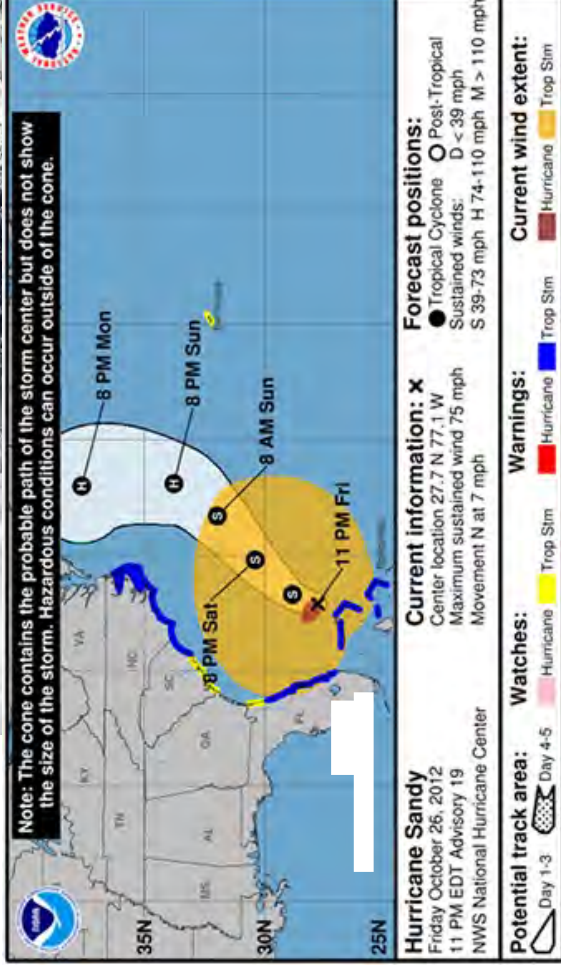 Note: The cone contains the probable path of the storm center but does not show
the size of the storm. Hazardous conditions can occur outside of the cone.
NATIONAL WEATHER SERVICE
NOAA
8 PM Mon
8 PM Sun
8 AM Sun
8 PM Sat
11 PM Fri
H
H
S
S
S
KY
VA
TN
NC
SC
MS
AL
GA
FL
35N
30N
25N
Hurricane Sandy
Friday October 26, 2012
11 PM EDT Advisory 19
NWS National Hurricane Center
Current information: x
Center location 27.7 N 77.1 W
Maximum sustained wind 75 mph
Movement N at 7 mph
Forecast positions:
Tropical Cyclone Post-Tropical
Sustained winds: D < 39 mph
S 39-73 mph H 74-110 mph M > 110 mph
Potential track area:
Day 1-3 Day 4-5
Watches:
Hurricane Trop Stm
Warnings:
Hurricane Trop Stm
Current wind extent:
Hurricane Trop Stm